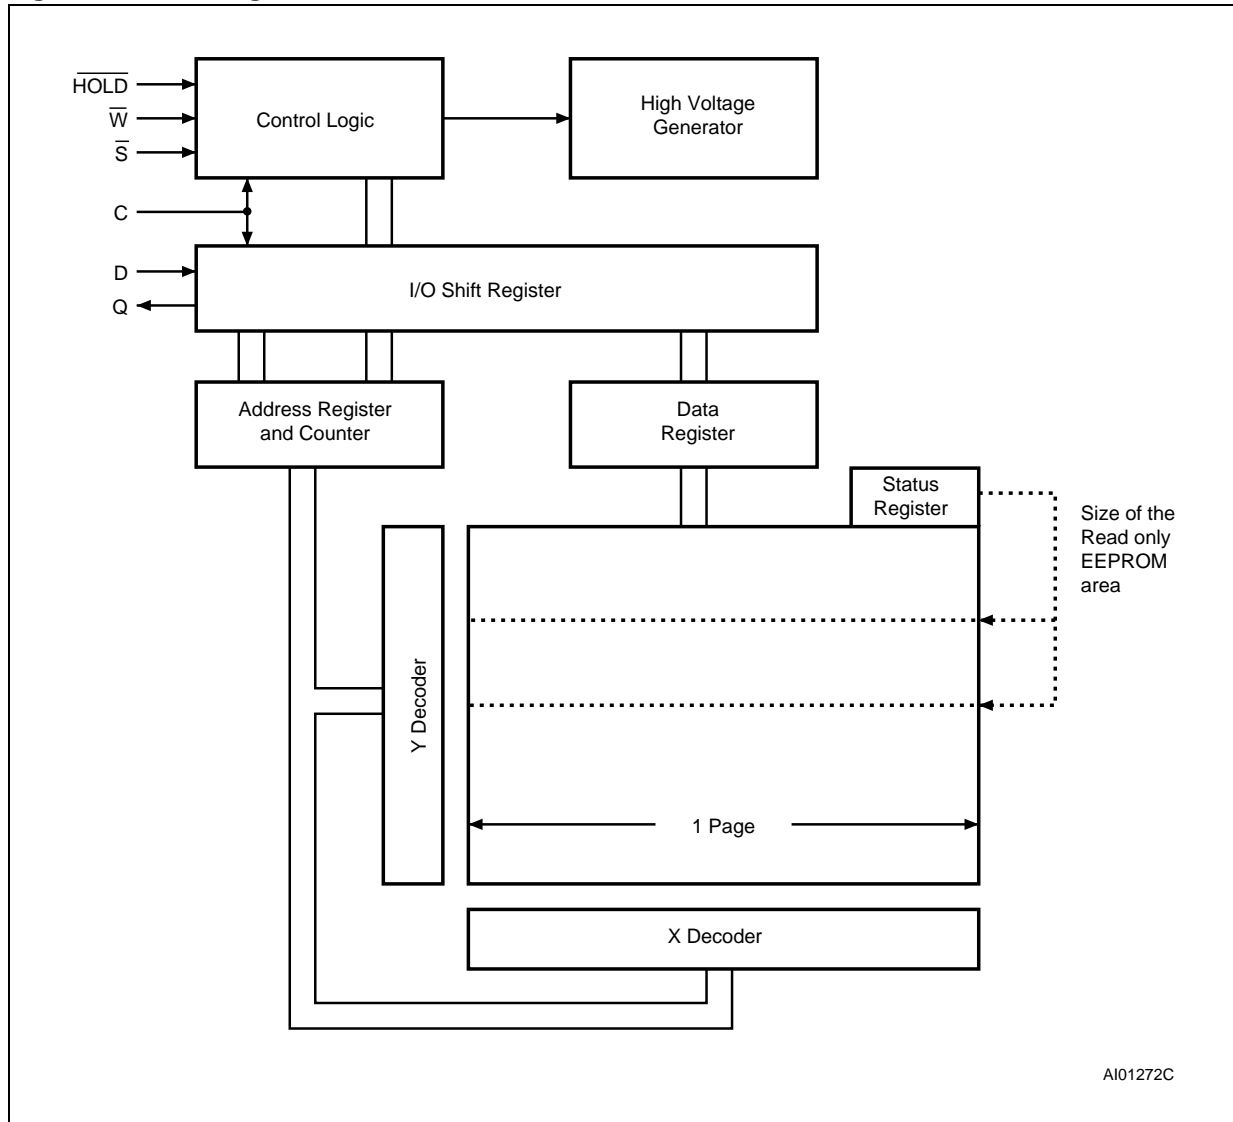 HOLD
W
S
Control Logic
High Voltage
Generator
C
D
Q
I/O Shift Register
Address Register
and Counter
Data
Register
Status
Register
Size of the
Read only
EEPROM
area
Y Decoder
1 Page
X Decoder
AI01272C